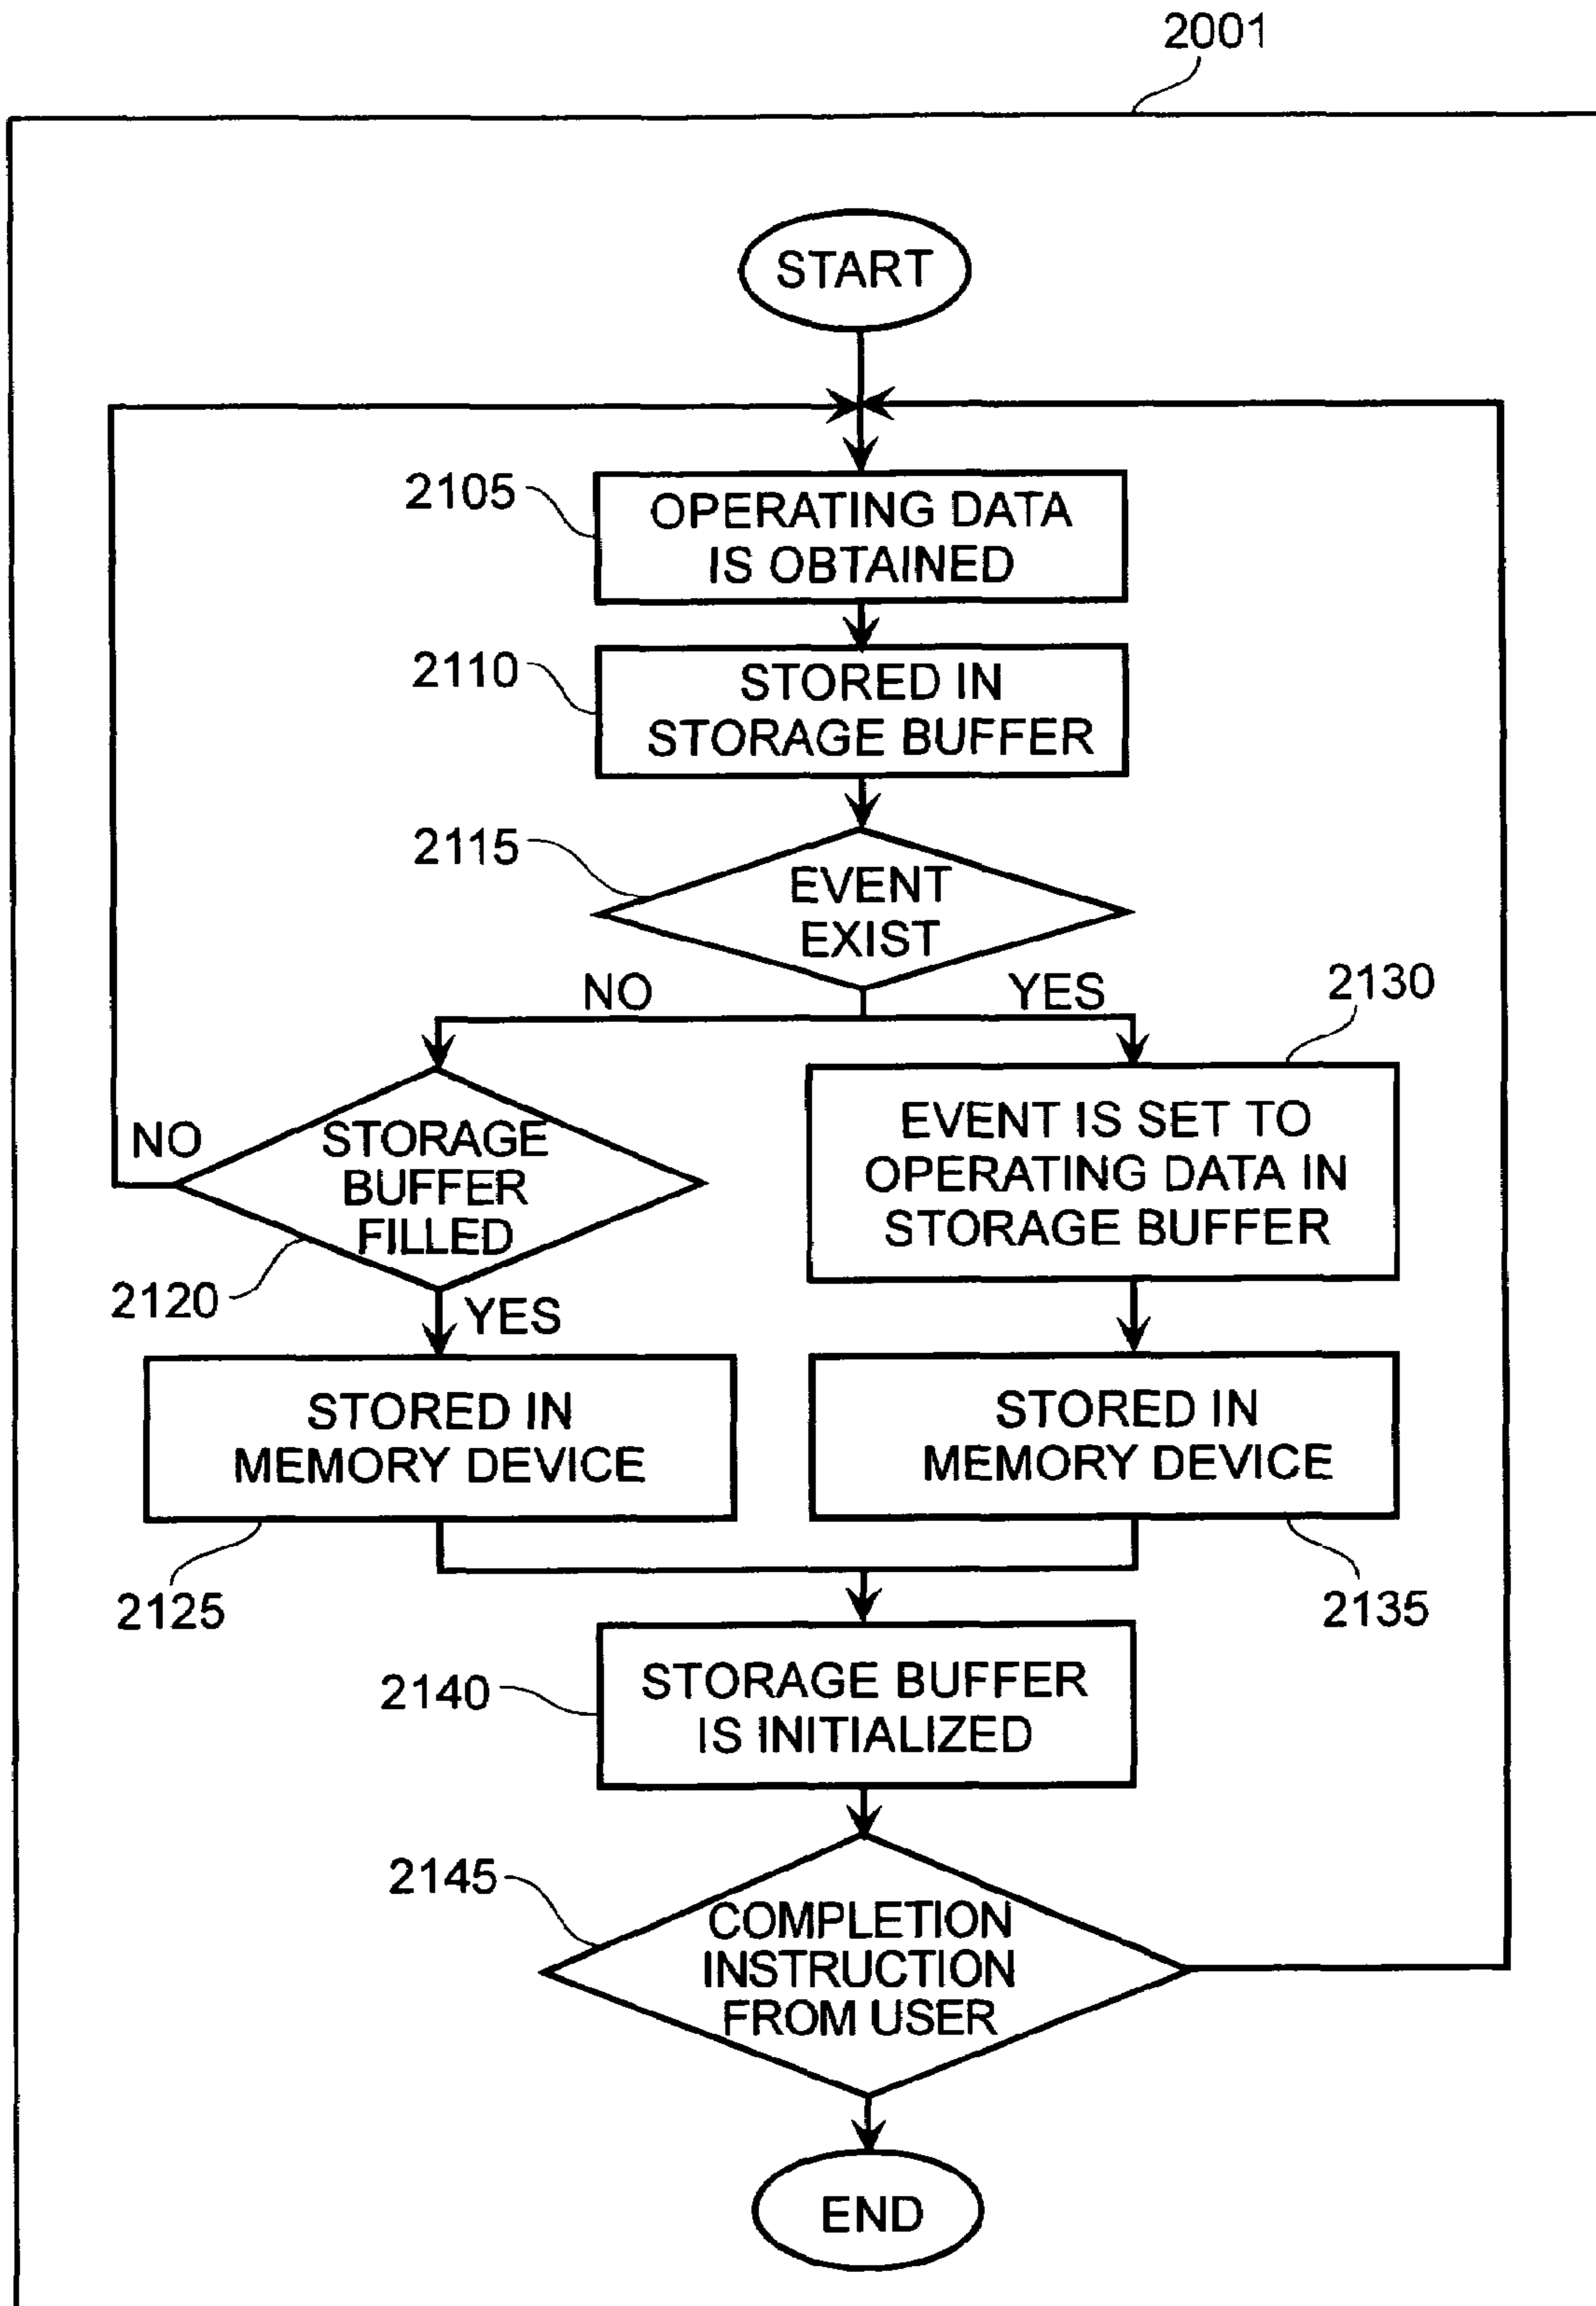 2001
START
2105
OPERATING DATA
IS OBTAINED
2110
STORED IN
STORAGE BUFFER
2115
EVENT
EXIST
NO
YES
2130
NO
STORAGE
BUFFER
FILLED
EVENT IS SET TO
OPERATING DATA IN
STORAGE BUFFER
2120
YES
STORED IN
MEMORY DEVICE
STORED IN
MEMORY DEVICE
2125
2135
2140
STORAGE BUFFER
IS INITIALIZED
2145
COMPLETION
INSTRUCTION
FROM USER
END